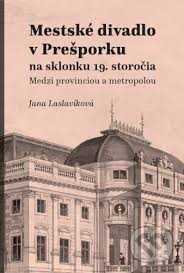 Mestské divadlo
v Prešporku
na sklonku 19. storočia
Medzi provinciou a metropolou
Jana Laslavíková